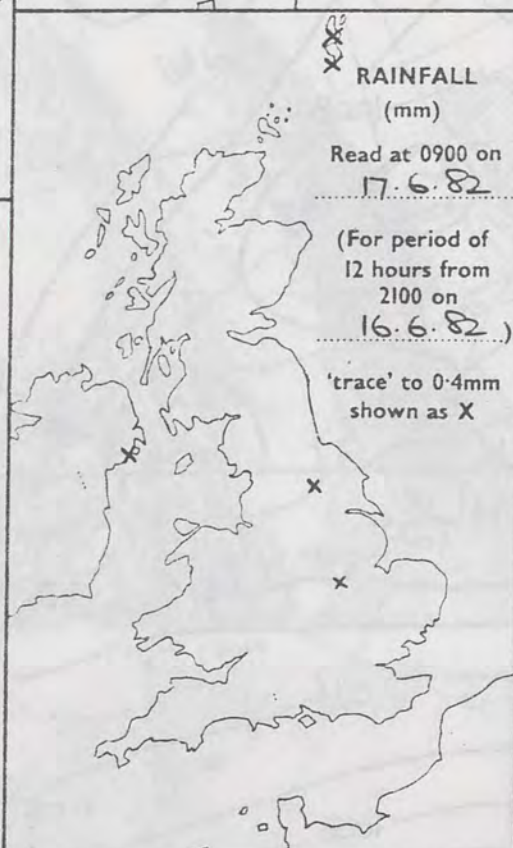 RAINFALL
(mm)
Read at 0900 on
17.6.82
(For period of
12 hours from
2100 on
16.6.82)
'trace' to 0·4mm
shown as X